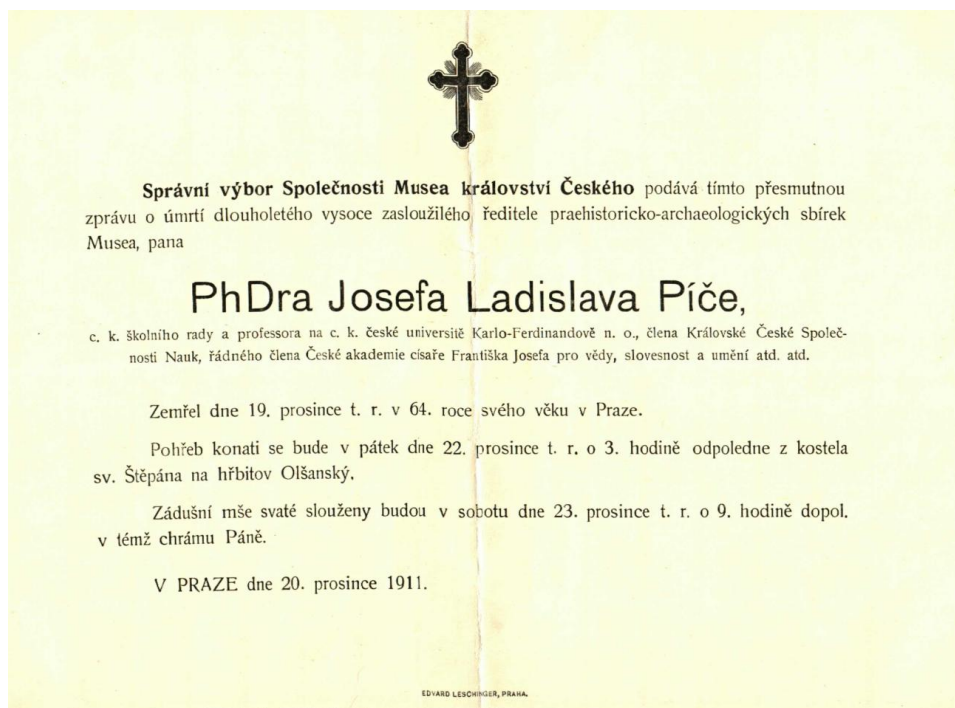 Správní výbor Společnosti Musea království Českého podává tímto přesmutnou
zprávu o úmrtí dlouholetého vysoce zasloužilého ředitele praehistoricko-archaeologických sbírek
Musea, pana
PhDra Josefa Ladislava Píče,
c. k. školního rady a professora na c. k. české universitě Karlo-Ferdinandově n. o., člena Královské České Společ-
nosti Nauk, řádného člena České akademie císaře Františka Josefa pro vědy, slovesnost a umění atd. atd.
Zemřel dne 19. prosince t. r. v 64. roce svého věku v Praze.
Pohřeb konati se bude v pátek dne 22. prosince t. r. o 3. hodině odpoledne z kostela
sv. Štěpána na hřbitov Olšanský.
Zádušní mše svaté slouženy budou v sobotu dne 23. prosince t. r. o 9. hodině dopol.
v témž chrámu Páně.
V PRAZE dne 20. prosince 1911.
EDVARD LESCHINGER, PRAHA.